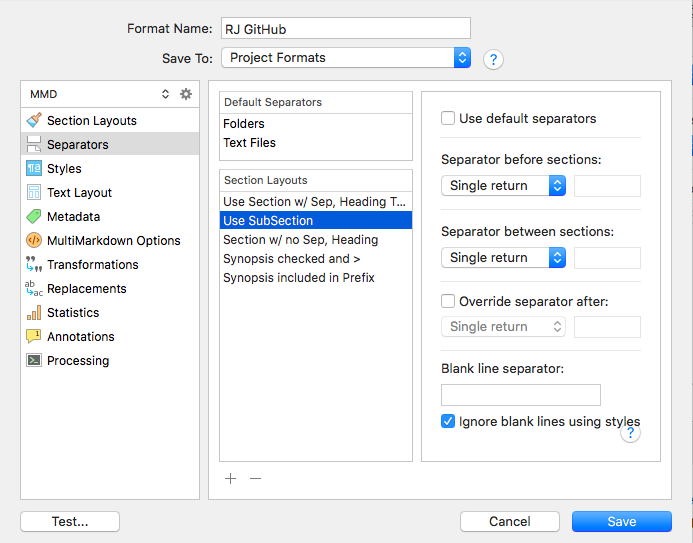 Format Name: RJ GitHub
Save To: Project Formats ?
MMD
Section Layouts
Separators
Styles
Text Layout
Metadata
MultiMarkdown Options
Transformations
ab
ac
Replacements
Statistics
Annotations
Processing
Default Separators
Folders
Text Files
Section Layouts
Use Section w/ Sep, Heading T...
Use SubSection
Section w/ no Sep, Heading
Synopsis checked and >
Synopsis included in Prefix
Use default separators
Separator before sections:
Single return
Separator between sections:
Single return
Override separator after:
Single return
Blank line separator:
Ignore blank lines using styles
?
+ −
Test...
Cancel
Save